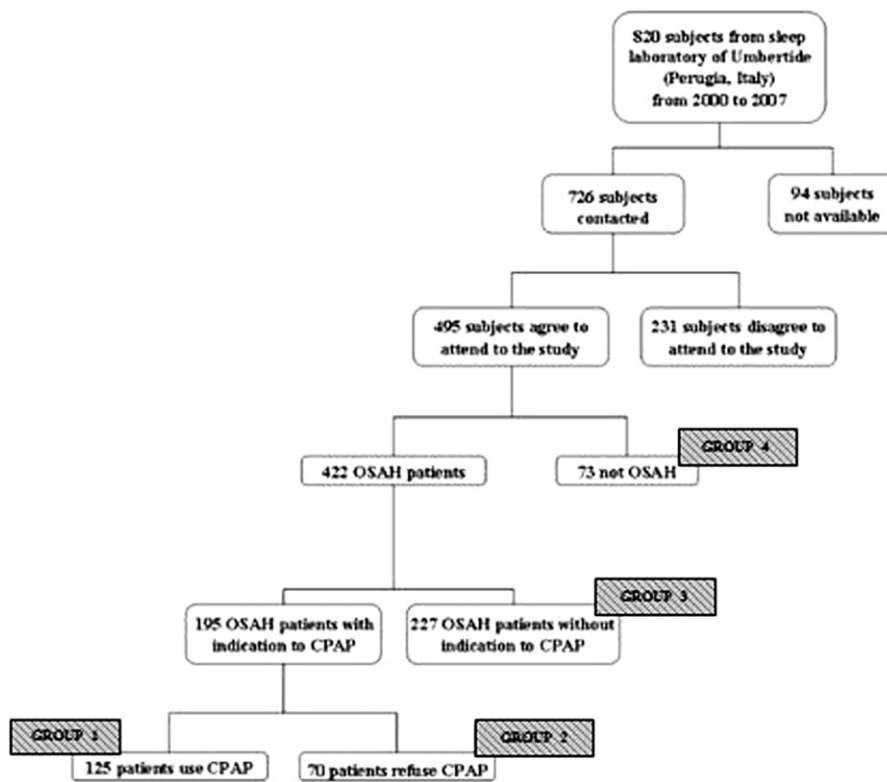 820 subjects from sleep
laboratory of Umbertide
(Perugia, Italy)
from 2000 to 2007
726 subjects
contacted
94 subjects
not available
495 subjects agree to
attend to the study
231 subjects disagree to
attend to the study
GROUP 4
422 OSAH patients
73 not OSAH
GROUP 3
195 OSAH patients with
indication to CPAP
227 OSAH patients without
indication to CPAP
GROUP 1
GROUP 2
125 patients use CPAP
70 patients refuse CPAP